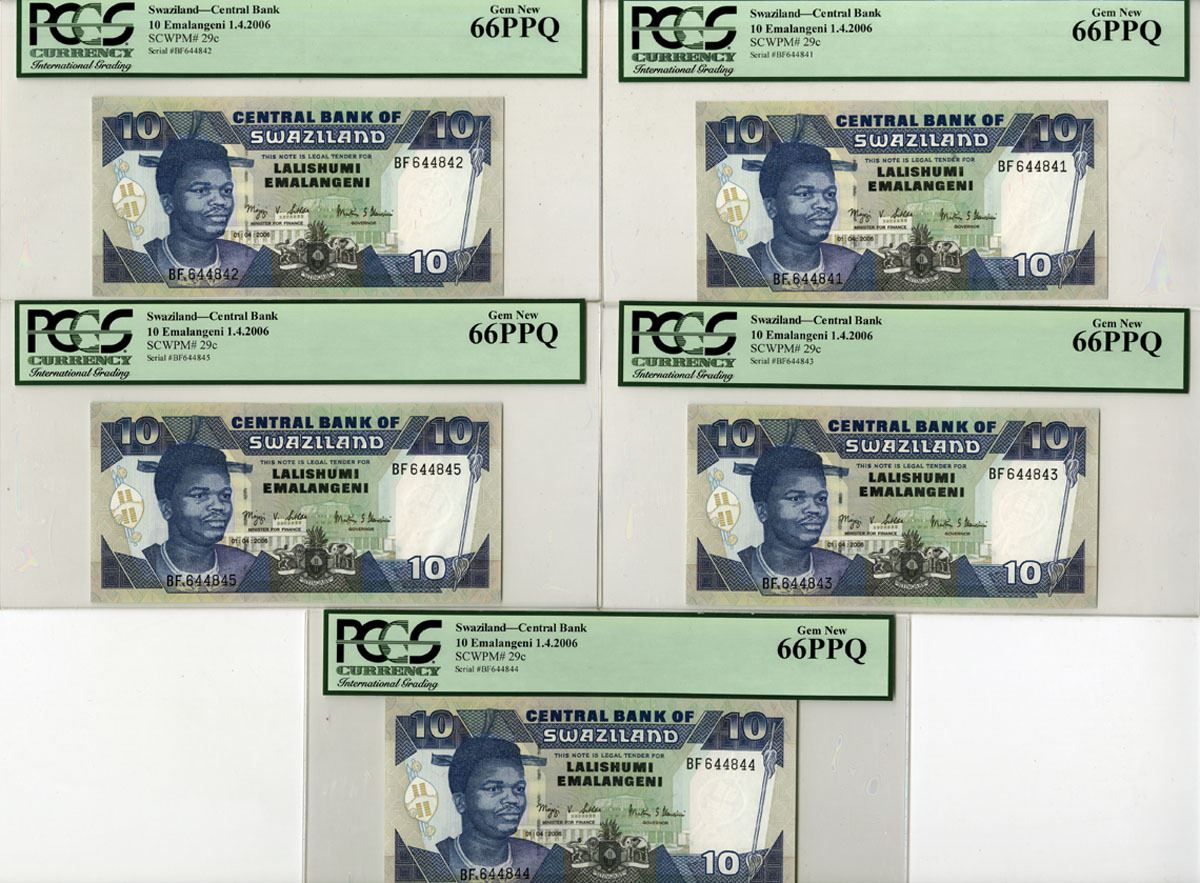 PCGS
CURRENCY
International Grading
Swaziland—Central Bank
10 Emalangeni 1.4.2006
SCWPM# 29c
Serial #BF644842
Gem New
66PPQ
10
CENTRAL BANK OF
SWAZILAND
10
THIS NOTE IS LEGAL TENDER FOR
LALISHUMI
EMALANGENI
BF644842
MINISTER FOR FINANCE
GOVERNOR
01 04 2006
BF644842
10
PCGS
CURRENCY
International Grading
Swaziland—Central Bank
10 Emalangeni 1.4.2006
SCWPM# 29c
Serial #BF644841
Gem New
66PPQ
10
CENTRAL BANK OF
SWAZILAND
10
THIS NOTE IS LEGAL TENDER FOR
LALISHUMI
EMALANGENI
BF644841
MINISTER FOR FINANCE
GOVERNOR
01 04 2006
BF644841
10
PCGS
CURRENCY
International Grading
Swaziland—Central Bank
10 Emalangeni 1.4.2006
SCWPM# 29c
Serial #BF644845
Gem New
66PPQ
10
CENTRAL BANK OF
SWAZILAND
10
THIS NOTE IS LEGAL TENDER FOR
LALISHUMI
EMALANGENI
BF644845
MINISTER FOR FINANCE
GOVERNOR
01 04 2006
BF644845
10
PCGS
CURRENCY
International Grading
Swaziland—Central Bank
10 Emalangeni 1.4.2006
SCWPM# 29c
Serial #BF644843
Gem New
66PPQ
10
CENTRAL BANK OF
SWAZILAND
10
THIS NOTE IS LEGAL TENDER FOR
LALISHUMI
EMALANGENI
BF644843
MINISTER FOR FINANCE
GOVERNOR
01 04 2006
BF644843
10
PCGS
CURRENCY
International Grading
Swaziland—Central Bank
10 Emalangeni 1.4.2006
SCWPM# 29c
Serial #BF644844
Gem New
66PPQ
10
CENTRAL BANK OF
SWAZILAND
10
THIS NOTE IS LEGAL TENDER FOR
LALISHUMI
EMALANGENI
BF644844
MINISTER FOR FINANCE
GOVERNOR
01 04 2006
BF644844
10